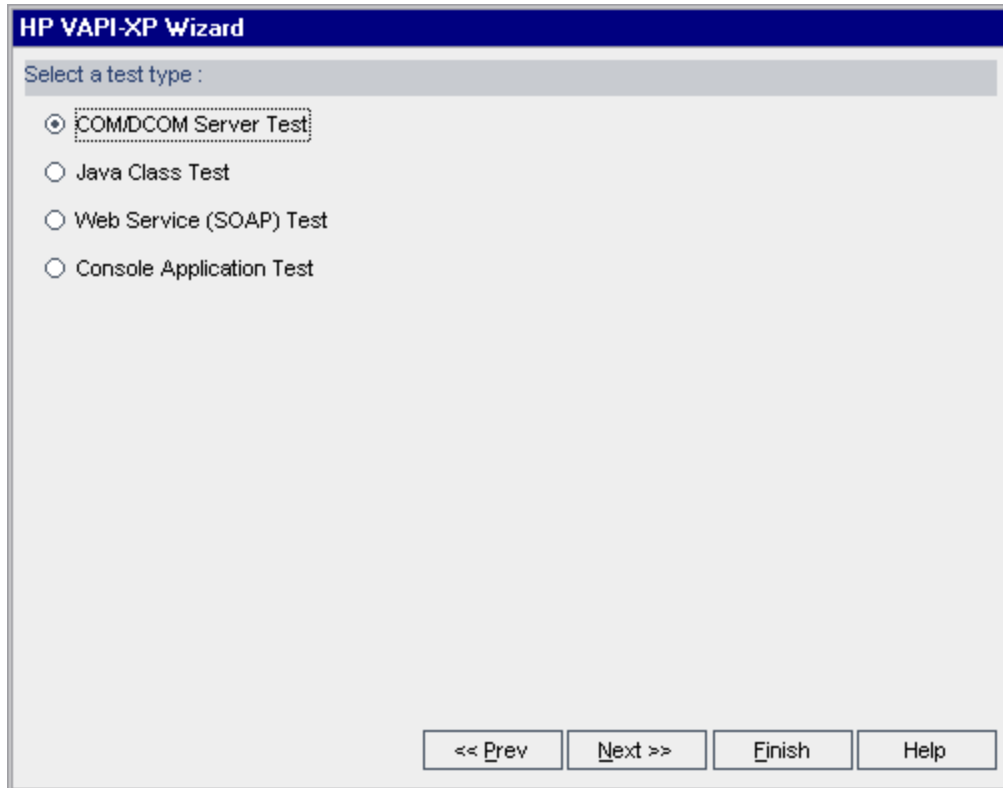 HP VAPI-XP Wizard
Select a test type :
COM/DCOM Server Test
Java Class Test
Web Service (SOAP) Test
Console Application Test
<< Prev Next >> Finish Help